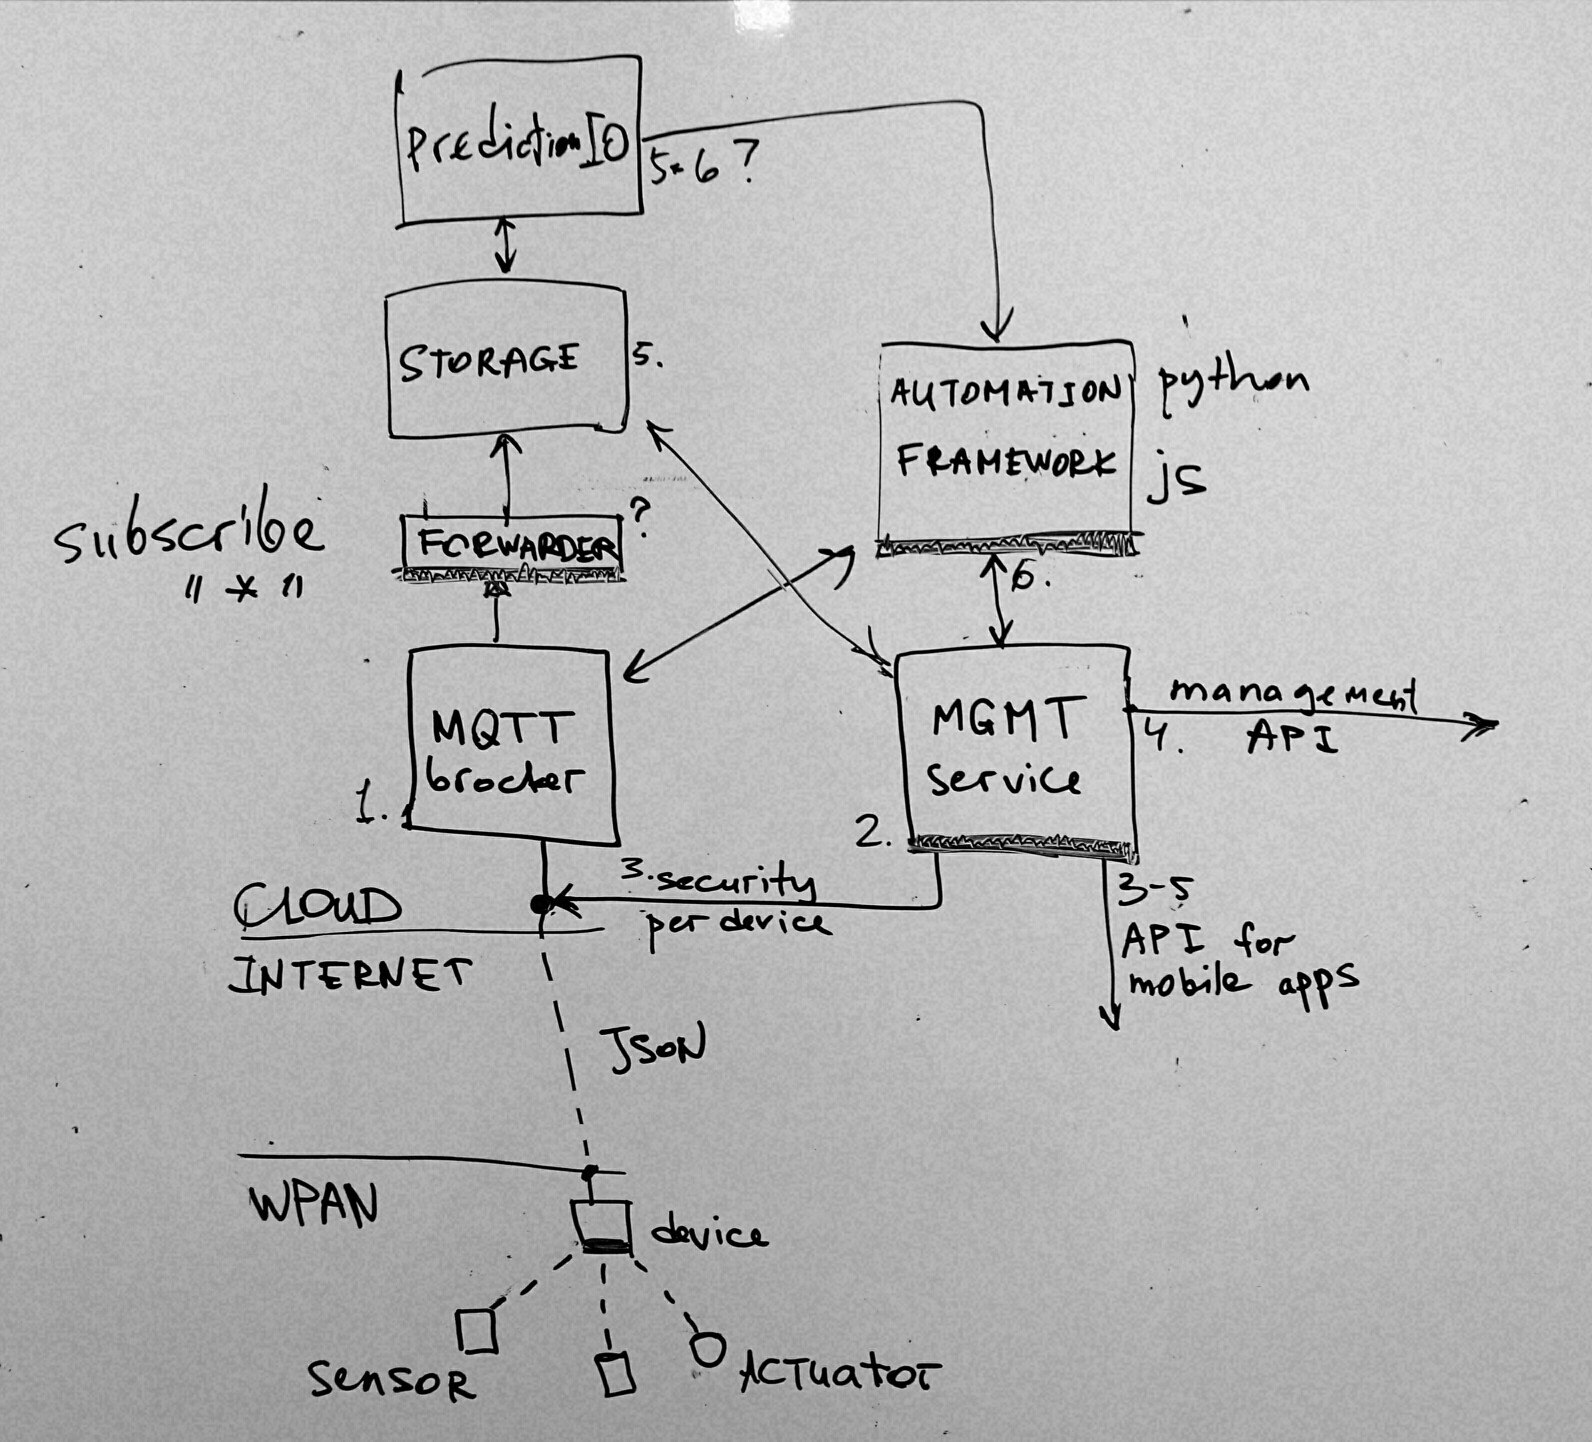 PredictionIO
5-6?
STORAGE
5.
AUTOMATION
FRAMEWORK
python
js
subscribe
"*"
FORWARDER
?
6.
MQTT
brocker
1.
MGMT
service
2.
management
4. API
3. security
per device
3-5
API for
mobile apps
CLOUD
INTERNET
JSON
WPAN
device
SENSOR
ACTUATOR